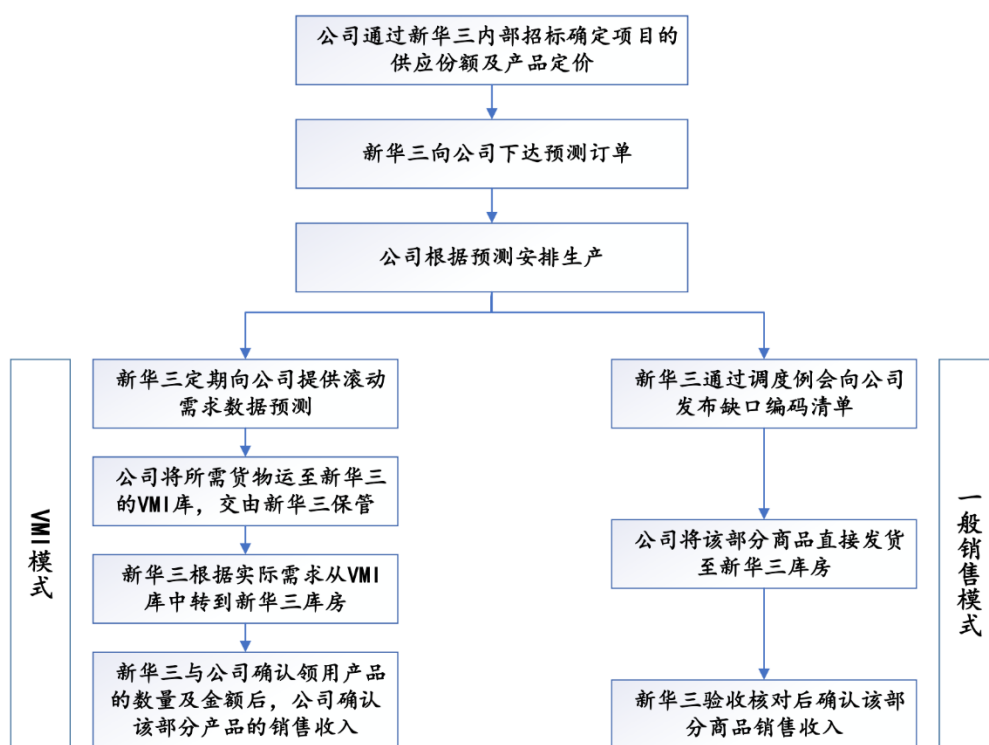 公司通过新华三内部招标确定项目的
供应份额及产品定价
新华三向公司下达预测订单
公司根据预测安排生产
VMI模式
新华三定期向公司提供滚动
需求数据预测
公司将所需货物运至新华三
的VMI库，交由新华三保管
新华三根据实际需求从VMI
库中转到新华三库房
新华三与公司确认领用产品
的数量及金额后，公司确认
该部分产品的销售收入
新华三通过调度例会向公司
发布缺口编码清单
公司将该部分商品直接发货
至新华三库房
新华三验收核对后确认该部
分商品销售收入
一般销售模式